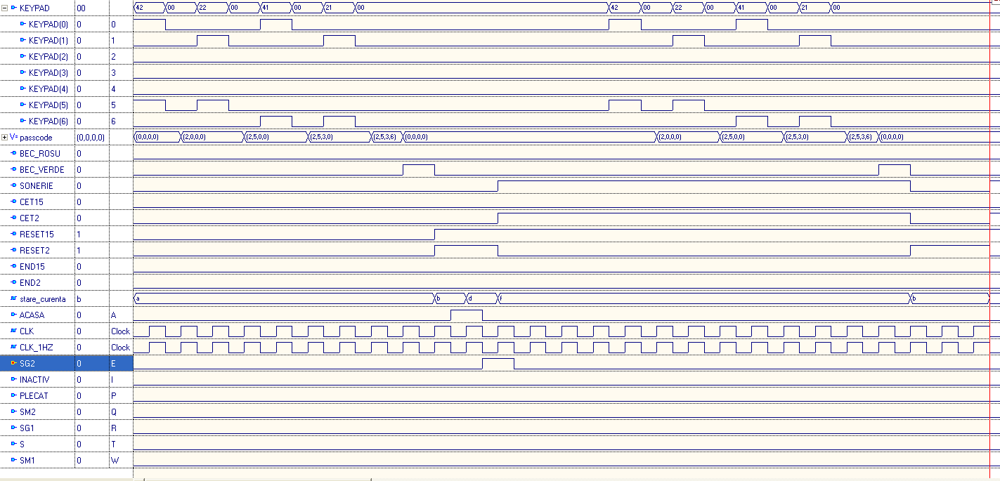 KEYPAD 00 42 00 22 00 41 00 21 00 42 00 22 00 41 00 21 00
KEYPAD(0) 0 0
KEYPAD(1) 0 1
KEYPAD(2) 0 2
KEYPAD(3) 0 3
KEYPAD(4) 0 4
KEYPAD(5) 0 5
KEYPAD(6) 0 6
V= passcode (0,0,0,0) (0,0,0,0) (2,0,0,0) (2,5,0,0) (2,5,3,0) (2,5,3,6) (0,0,0,0) (2,0,0,0) (2,5,0,0) (2,5,3,0) (2,5,3,6) (0,0,0,0)
BEC_ROSU 0
BEC_VERDE 0
SONERIE 0
CET15 0
CET2 0
RESET15 1
RESET2 1
END15 0
END2 0
stare_curenta b a b d f b
ACASA 0 A
CLK 0 Clock
CLK_1HZ 0 Clock
SG2 0 E
INACTIV 0 I
PLECAT 0 P
SM2 0 Q
SG1 0 R
S 0 T
SM1 0 W